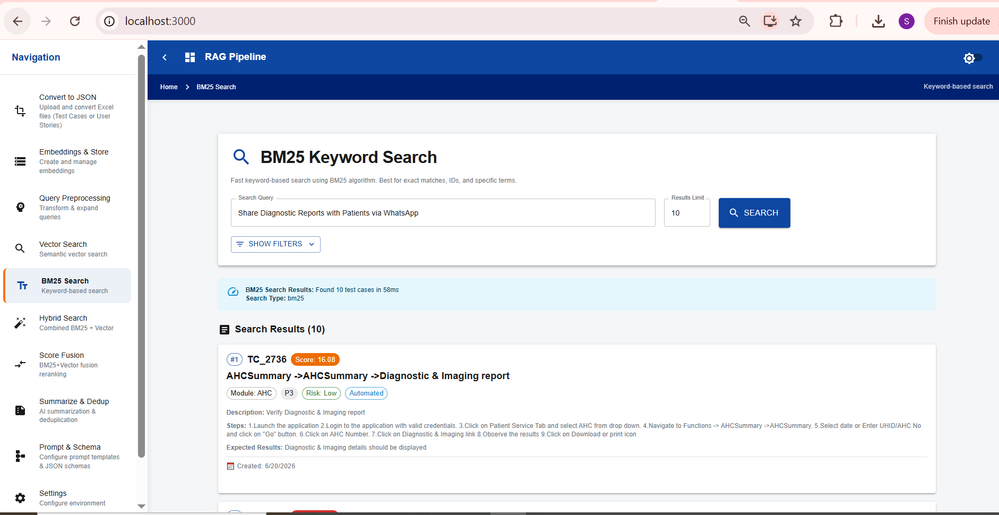 localhost:3000
S
Finish update
Navigation
Convert to JSON
Upload and convert Excel
files (Test Cases or User
Stories)
Embeddings & Store
Create and manage
embeddings
Query Preprocessing
Transform & expand
queries
Vector Search
Semantic vector search
BM25 Search
Keyword-based search
Hybrid Search
Combined BM25 + Vector
Score Fusion
BM25+Vector fusion
reranking
Summarize & Dedup
AI summarization &
deduplication
Prompt & Schema
Configure prompt templates
& JSON schemas
Settings
Configure environment
RAG Pipeline
Home
BM25 Search
Keyword-based search
BM25 Keyword Search
Fast keyword-based search using BM25 algorithm. Best for exact matches, IDs, and specific terms.
Search Query
Share Diagnostic Reports with Patients via WhatsApp
Results Limit
10
SEARCH
SHOW FILTERS
BM25 Search Results: Found 10 test cases in 58ms
Search Type: bm25
Search Results (10)
#1 TC_2736 Score: 16.08
AHCSummary ->AHCSummary ->Diagnostic & Imaging report
Module: AHC P3 Risk: Low Automated
Description: Verify Diagnostic & Imaging report
Steps: 1.Launch the application 2.Login to the application with valid credentials. 3.Click on Patient Service Tab and select AHC from drop down. 4.Navigate to Functions -> AHCSummary ->AHCSummary. 5.Select date or Enter UHID/AHC No
and click on "Go" button. 6.Click on AHC Number. 7.Click on Diagnostic & Imaging link 8.Observe the results 9.Click on Download or print icon
Expected Results: Diagnostic & Imaging details should be displayed
Created: 6/20/2026